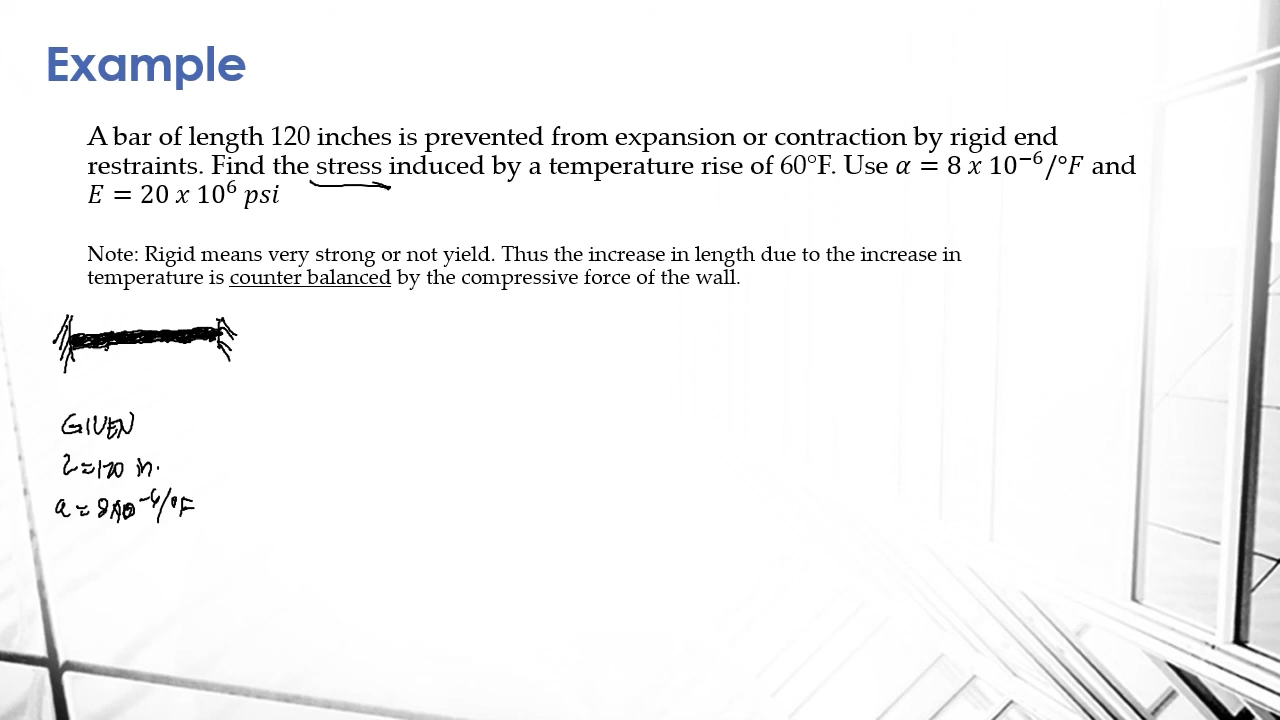 Example
A bar of length 120 inches is prevented from expansion or contraction by rigid end
restraints. Find the stress induced by a temperature rise of 60°F. Use α = 8 x 10⁻⁶/°F and
E = 20 x 10⁶ psi
Note: Rigid means very strong or not yield. Thus the increase in length due to the increase in
temperature is counter balanced by the compressive force of the wall.
GIVEN
L=120 in.
α = 8x10⁻⁶/°F